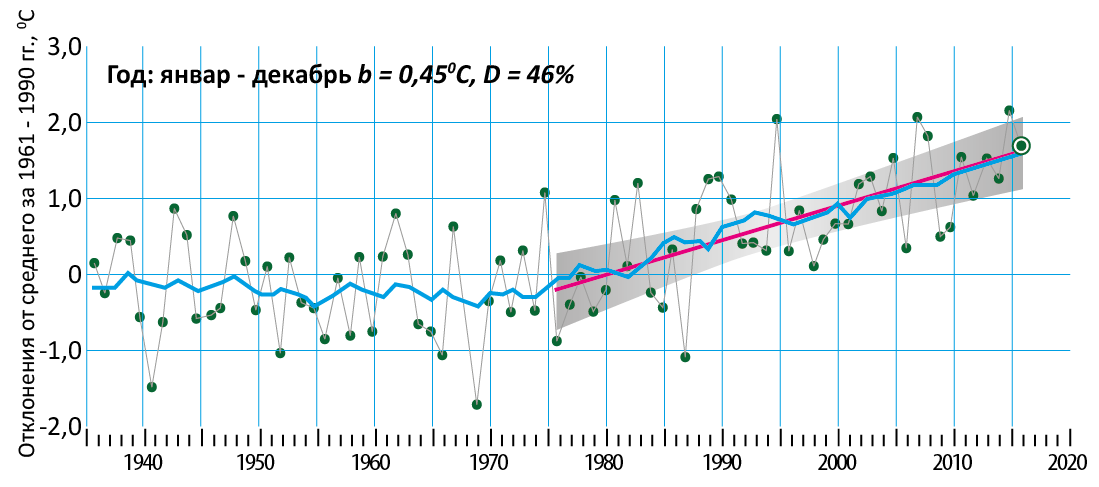 Отклонения от среднего за 1961 - 1990 гг., ⁰С
3,0
Год: январ - декабрь b = 0,45⁰C, D = 46%
2,0
1,0
0
-1,0
-2,0
1940 1950 1960 1970 1980 1990 2000 2010 2020